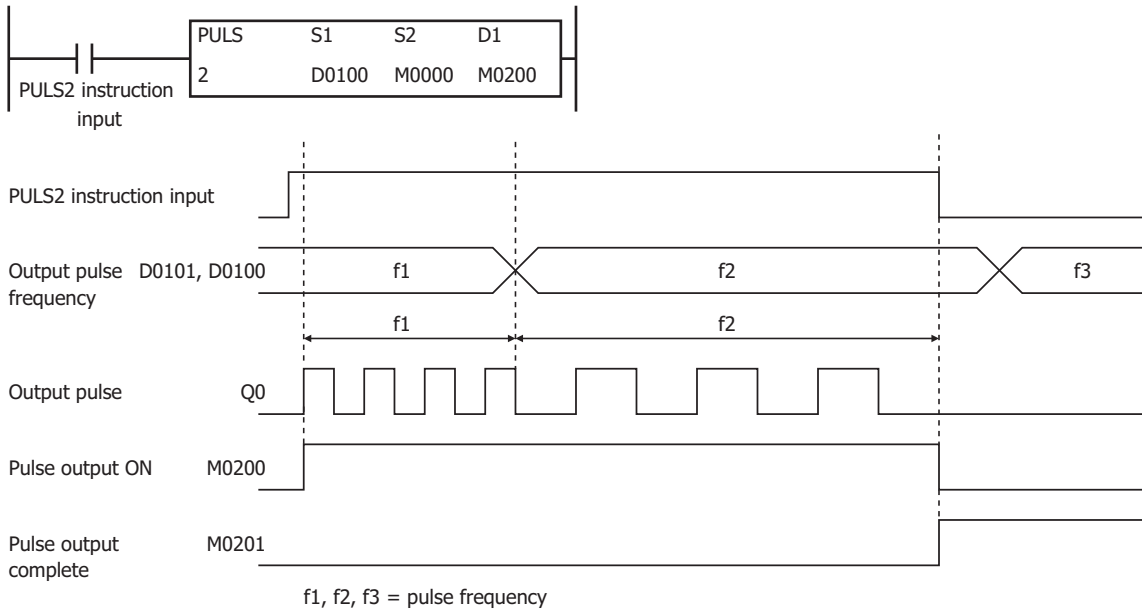 PULS S1 S2 D1
2 D0100 M0000 M0200
PULS2 instruction
input
PULS2 instruction input
Output pulse D0101, D0100
frequency
f1
f2
f3
f1
f2
Output pulse Q0
Pulse output ON M0200
Pulse output M0201
complete
f1, f2, f3 = pulse frequency